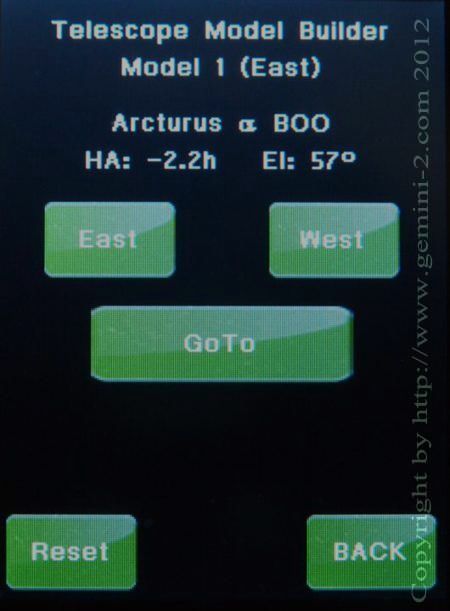 Telescope Model Builder
Model 1 (East)
Arcturus α BOO
HA: -2.2h El: 57º
East West
GoTo
Reset BACK
Copyright by http://www.gemini-2.com 2012